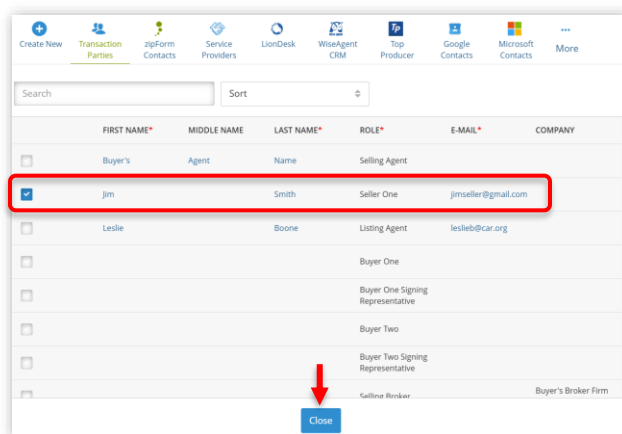 Create New
Transaction
Parties
zipForm
Contacts
Service
Providers
LionDesk
WiseAgent
CRM
Tp
Top
Producer
Google
Contacts
Microsoft
Contacts
More
Search
Sort
FIRST NAME* MIDDLE NAME LAST NAME* ROLE* E-MAIL* COMPANY
Buyer's Agent Name Selling Agent
Jim Smith Seller One jimseller@gmail.com
Leslie Boone Listing Agent leslieb@car.org
Buyer One
Buyer One Signing
Representative
Buyer Two
Buyer Two Signing
Representative
Selling Broker Buyer's Broker Firm
Close